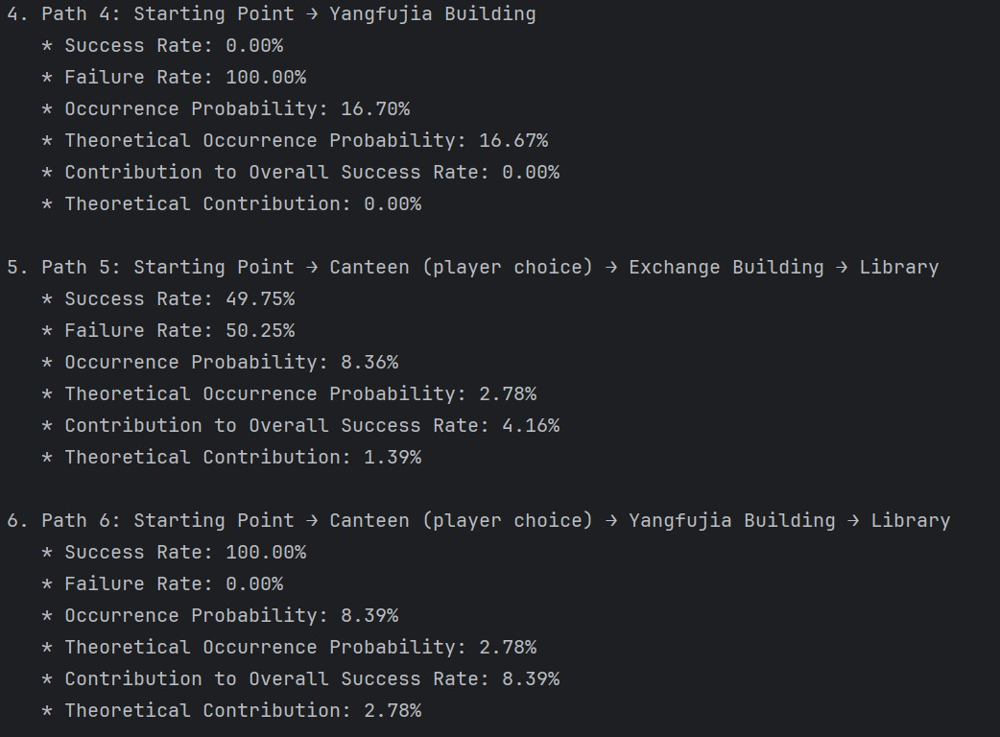 4. Path 4: Starting Point → Yangfujia Building
* Success Rate: 0.00%
* Failure Rate: 100.00%
* Occurrence Probability: 16.70%
* Theoretical Occurrence Probability: 16.67%
* Contribution to Overall Success Rate: 0.00%
* Theoretical Contribution: 0.00%
5. Path 5: Starting Point → Canteen (player choice) → Exchange Building → Library
* Success Rate: 49.75%
* Failure Rate: 50.25%
* Occurrence Probability: 8.36%
* Theoretical Occurrence Probability: 2.78%
* Contribution to Overall Success Rate: 4.16%
* Theoretical Contribution: 1.39%
6. Path 6: Starting Point → Canteen (player choice) → Yangfujia Building → Library
* Success Rate: 100.00%
* Failure Rate: 0.00%
* Occurrence Probability: 8.39%
* Theoretical Occurrence Probability: 2.78%
* Contribution to Overall Success Rate: 8.39%
* Theoretical Contribution: 2.78%